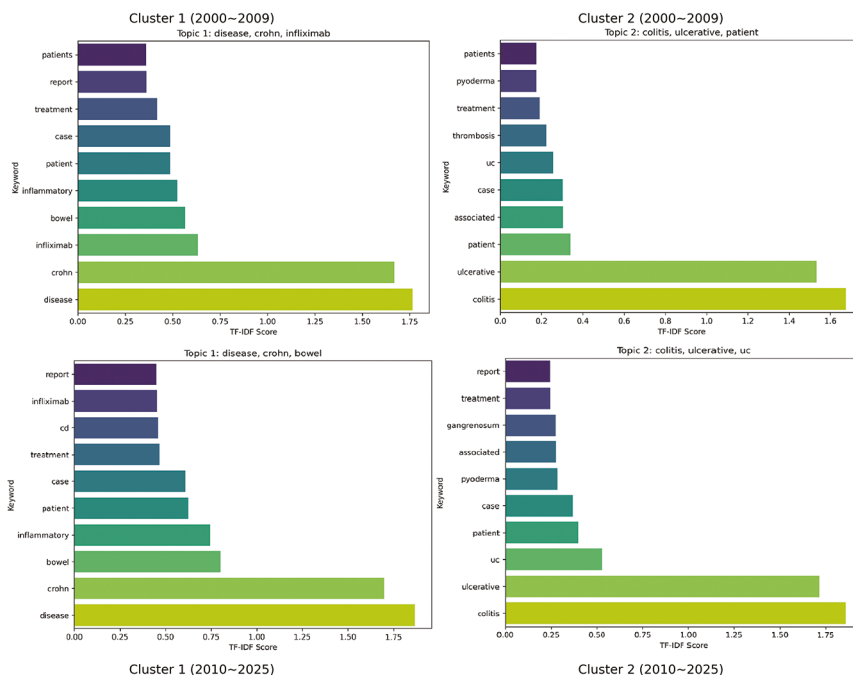 Cluster 1 (2000~2009)
Topic 1: disease, crohn, infliximab
patients
report
treatment
case
patient
inflammatory
bowel
infliximab
crohn
disease
Keyword
0.00 0.25 0.50 0.75 1.00 1.25 1.50 1.75
TF-IDF Score
Cluster 2 (2000~2009)
Topic 2: colitis, ulcerative, patient
patients
pyoderma
treatment
thrombosis
uc
case
associated
patient
ulcerative
colitis
Keyword
0.0 0.2 0.4 0.6 0.8 1.0 1.2 1.4 1.6
TF-IDF Score
Topic 1: disease, crohn, bowel
report
infliximab
cd
treatment
case
patient
inflammatory
bowel
crohn
disease
Keyword
0.00 0.25 0.50 0.75 1.00 1.25 1.50 1.75
TF-IDF Score
Cluster 1 (2010~2025)
Topic 2: colitis, ulcerative, uc
report
treatment
gangrenosum
associated
pyoderma
case
patient
uc
ulcerative
colitis
Keyword
0.00 0.25 0.50 0.75 1.00 1.25 1.50 1.75
TF-IDF Score
Cluster 2 (2010~2025)